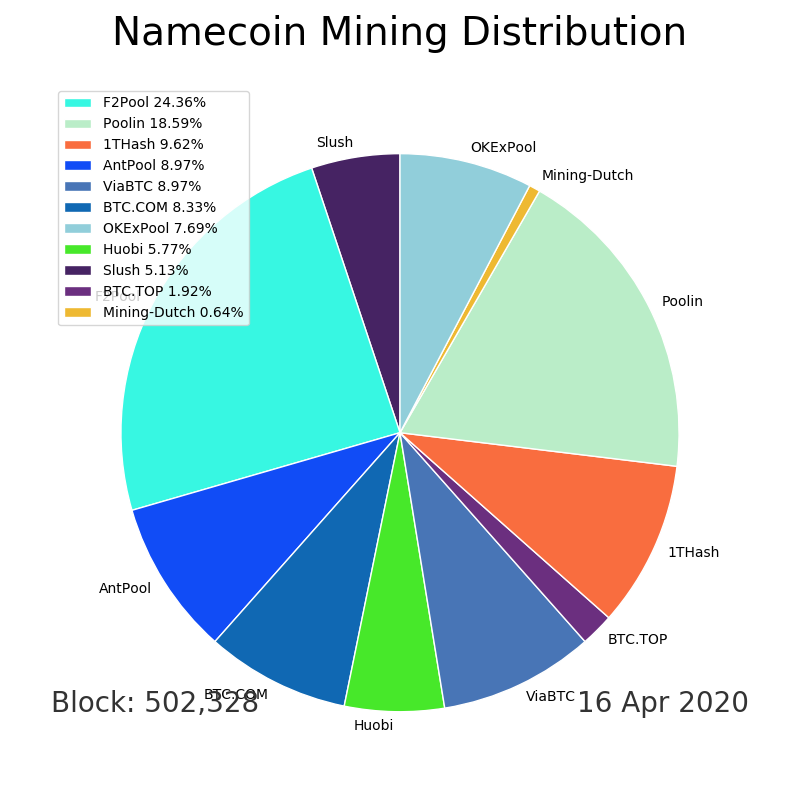 Namecoin Mining Distribution
F2Pool 24.36%
Poolin 18.59%
1THash 9.62%
AntPool 8.97%
ViaBTC 8.97%
BTC.COM 8.33%
OKExPool 7.69%
Huobi 5.77%
Slush 5.13%
BTC.TOP 1.92%
Mining-Dutch 0.64%
Slush
OKExPool
Mining-Dutch
F2Pool
Poolin
1THash
AntPool
BTC.TOP
BTC.COM
ViaBTC
Huobi
Block: 502,328
16 Apr 2020